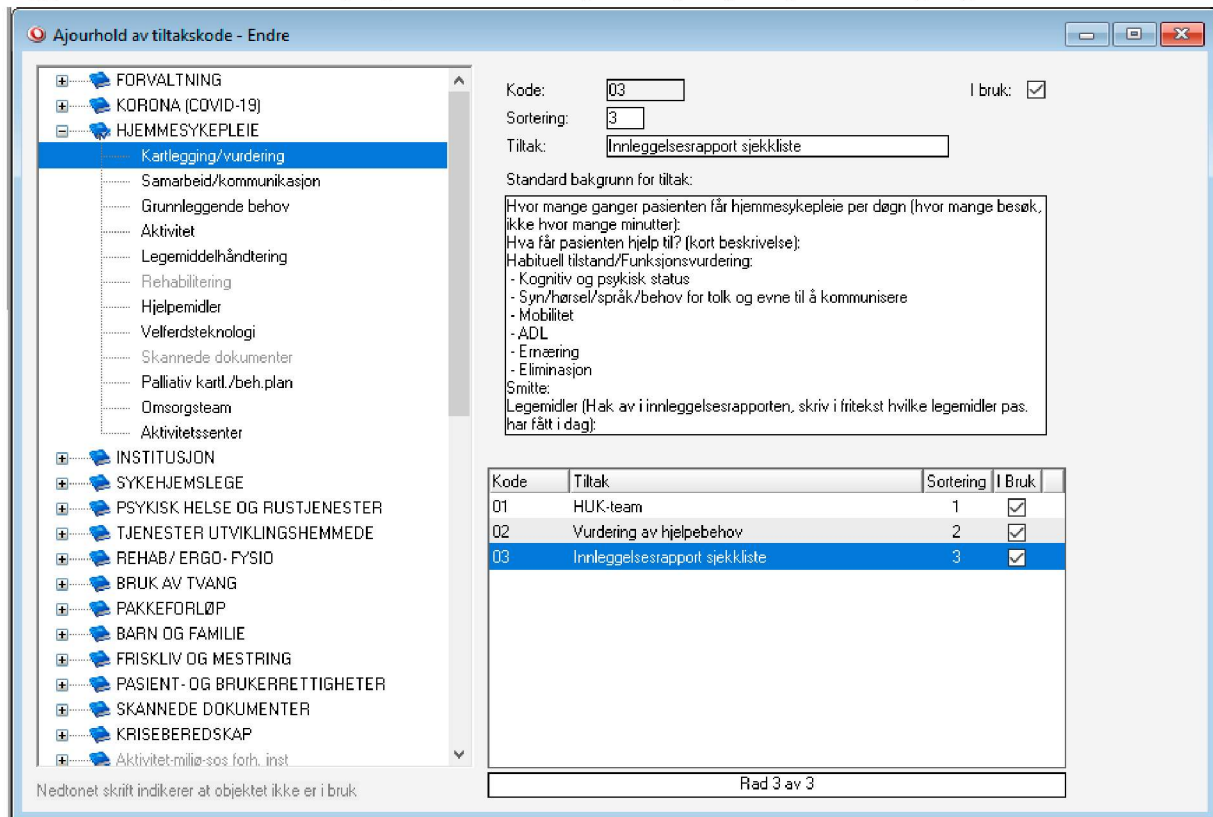 Ajourhold av tiltakskode - Endre
FORVALTNING
KORONA (COVID-19)
HJEMMESYKEPLEIE
Kartlegging/vurdering
Samarbeid/kommunikasjon
Grunnleggende behov
Aktivitet
Legemiddelhåndtering
Rehabilitering
Hjelpemidler
Velferdsteknologi
Skannede dokumenter
Palliativ kartl./beh.plan
Omsorgsteam
Aktivitetssenter
INSTITUSJON
SYKEHJEMSLEGE
PSYKISK HELSE OG RUSTJENESTER
TJENESTER UTVIKLINGSHEMMEDE
REHAB/ ERGO- FYSIO
BRUK AV TVANG
PAKKEFORLØP
BARN OG FAMILIE
FRISKLIV OG MESTRING
PASIENT- OG BRUKERRETTIGHETER
SKANNEDE DOKUMENTER
KRISEBEREDSKAP
Aktivitet-miljø-sos forh. inst
Nedtonet skrift indikerer at objektet ikke er i bruk
Kode: 03 I bruk:
Sortering: 3
Tiltak: Innleggelsesrapport sjekkliste
Standard bakgrunn for tiltak:
Hvor mange ganger pasienten får hjemmesykepleie per døgn (hvor mange besøk,
ikke hvor mange minutter):
Hva får pasienten hjelp til? (kort beskrivelse):
Habituell tilstand/Funksjonsvurdering:
- Kognitiv og psykisk status
- Syn/hørsel/språk/behov for tolk og evne til å kommunisere
- Mobilitet
- ADL
- Ernæring
- Eliminasjon
Smitte:
Legemidler (Hak av i innleggelsesrapporten, skriv i fritekst hvilke legemidler pas.
har fått i dag):
Kode Tiltak Sortering I Bruk
01 HUK-team 1
02 Vurdering av hjelpebehov 2
03 Innleggelsesrapport sjekkliste 3
Rad 3 av 3